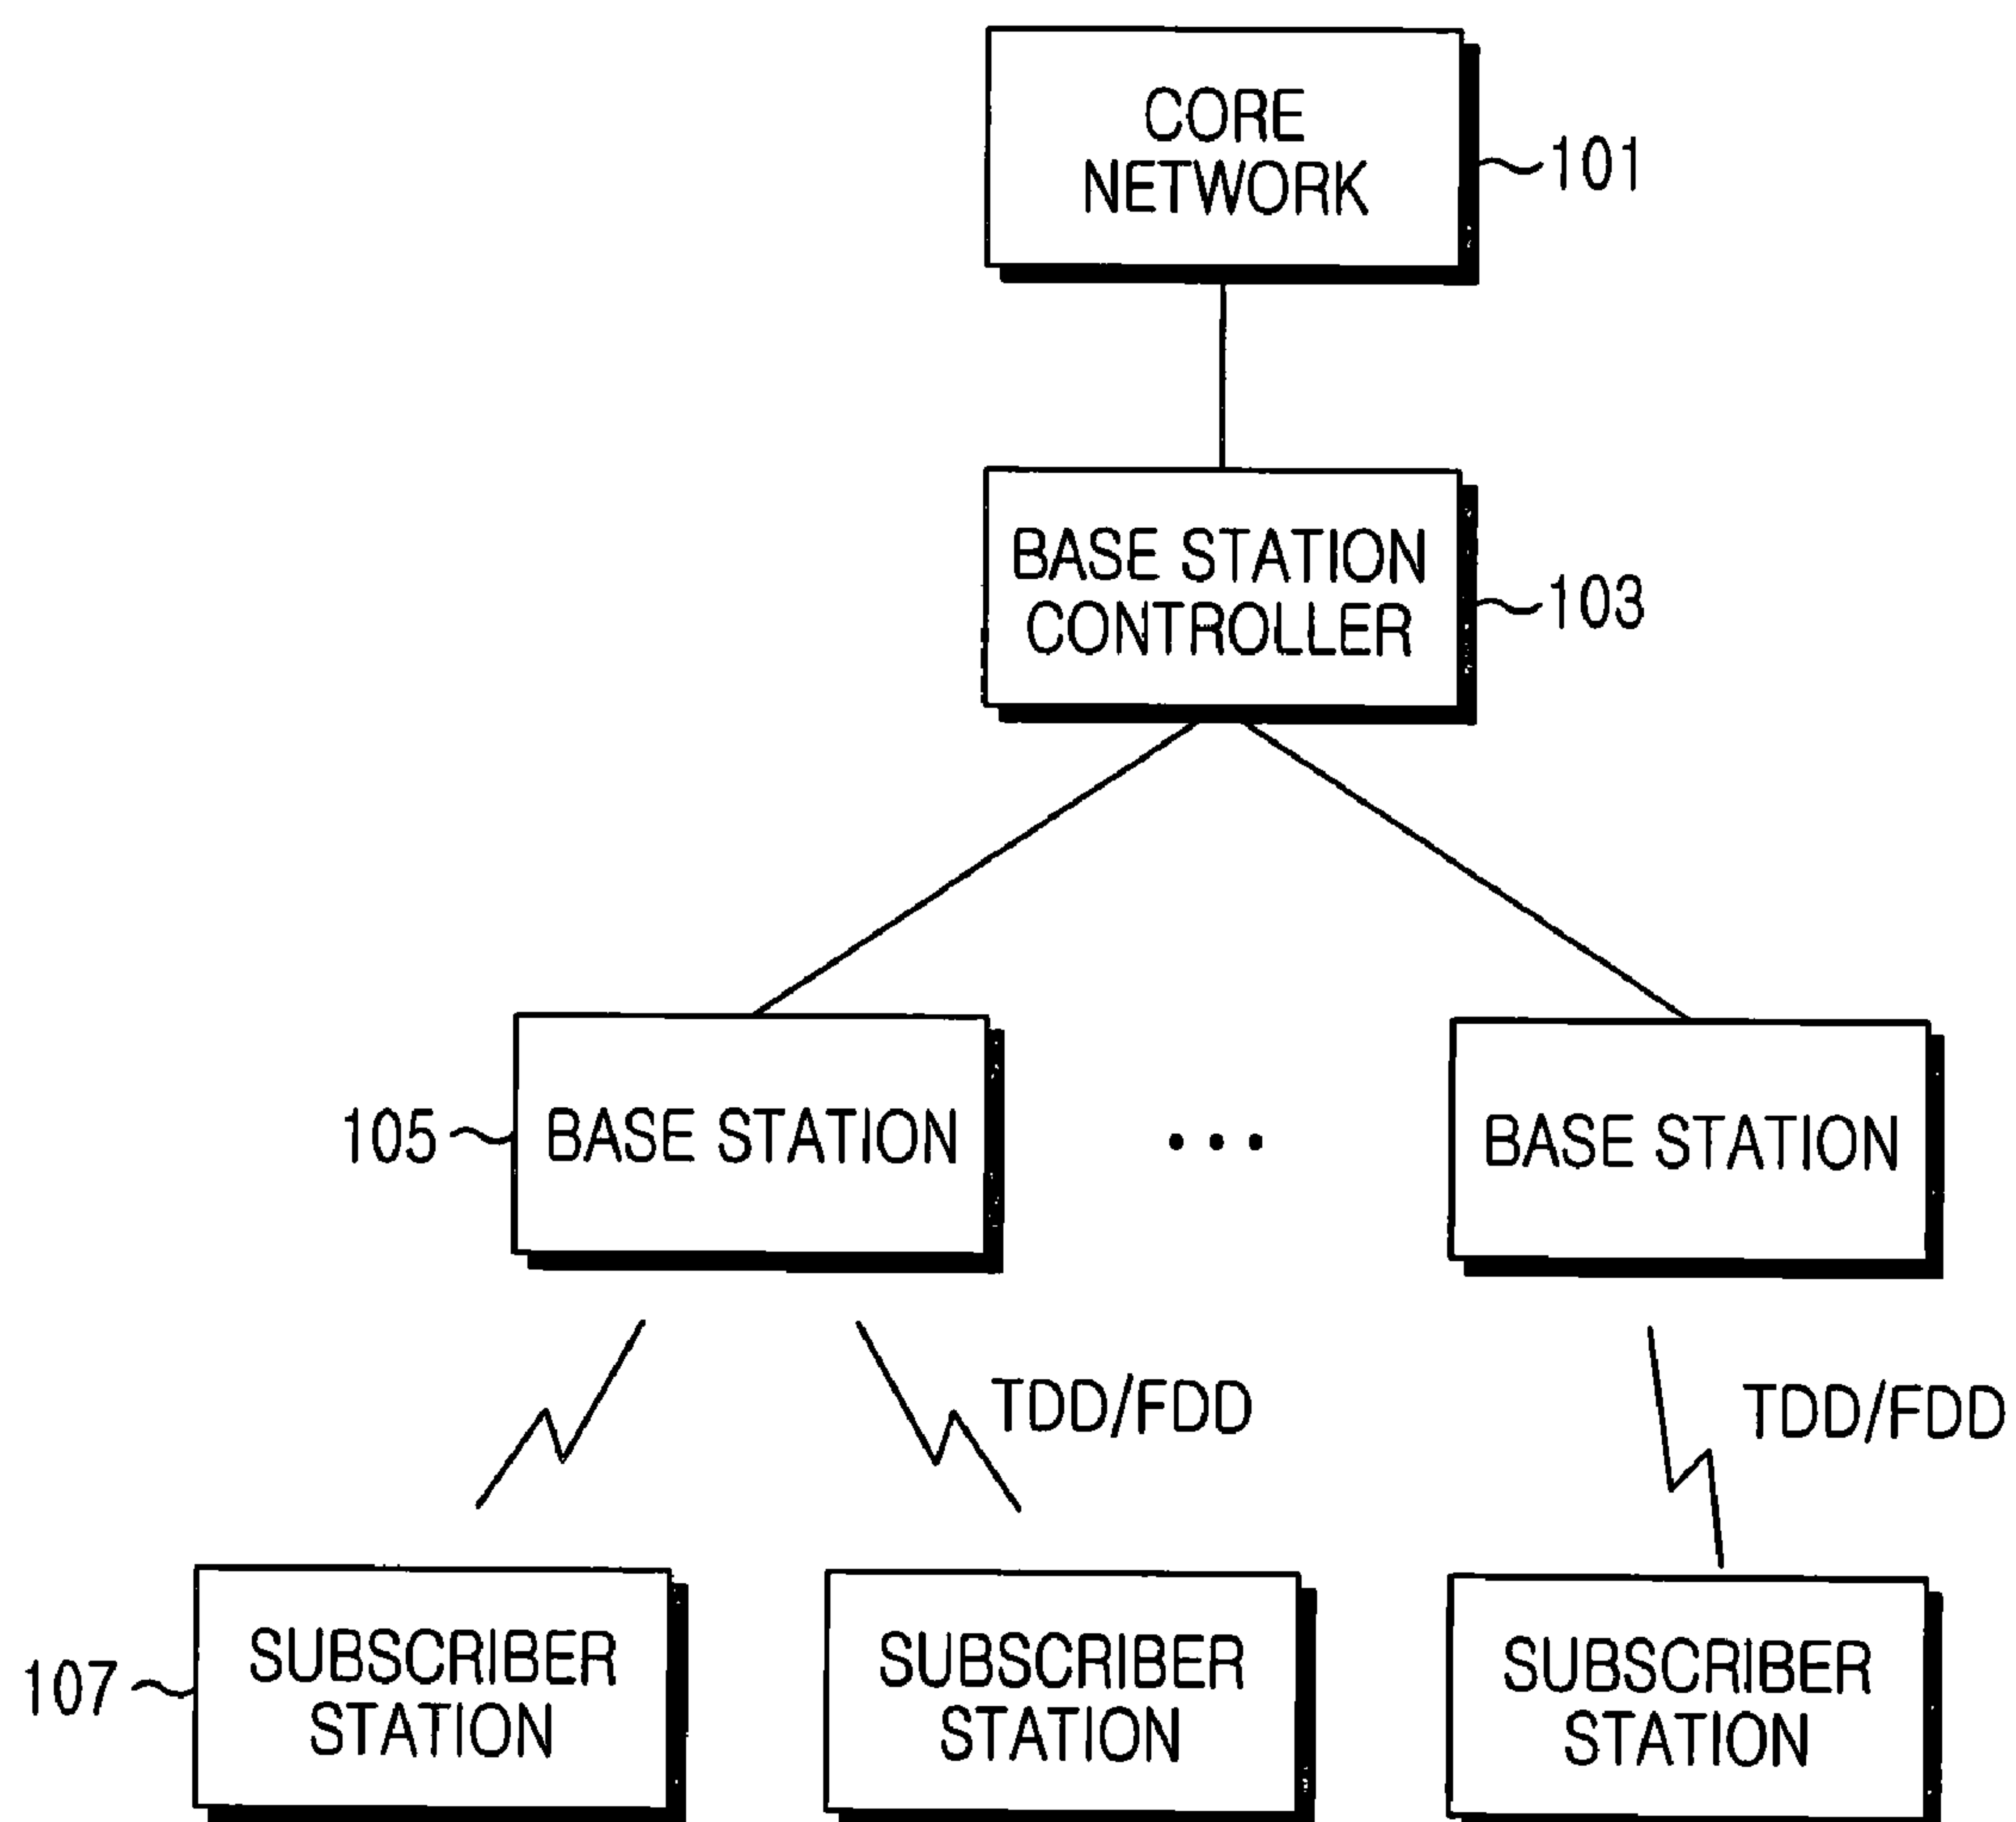 CORE
NETWORK
101
BASE STATION
CONTROLLER
103
105
BASE STATION
...
BASE STATION
TDD/FDD
TDD/FDD
107
SUBSCRIBER
STATION
SUBSCRIBER
STATION
SUBSCRIBER
STATION